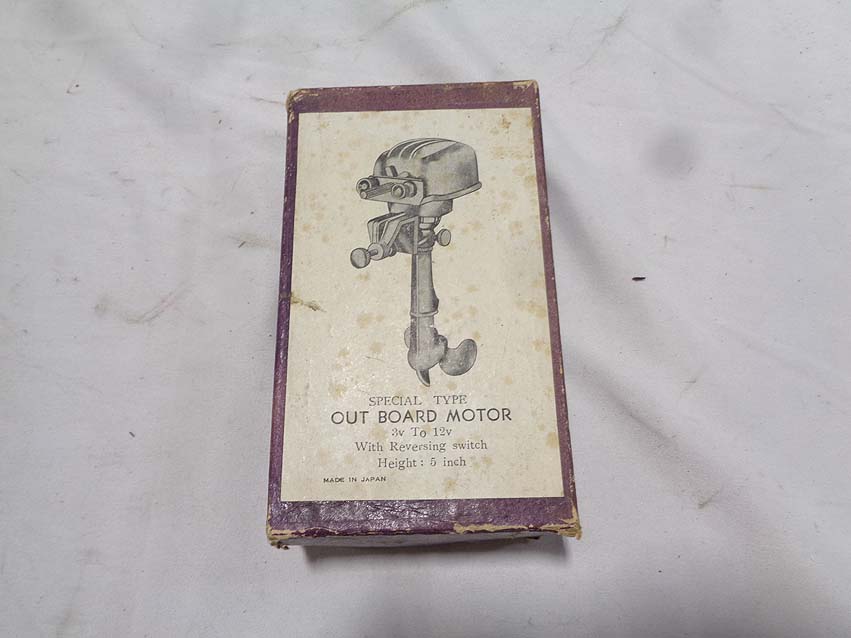 SPECIAL TYPE
OUT BOARD MOTOR
3v To 12v
With Reversing switch
Height: 5 inch
MADE IN JAPAN